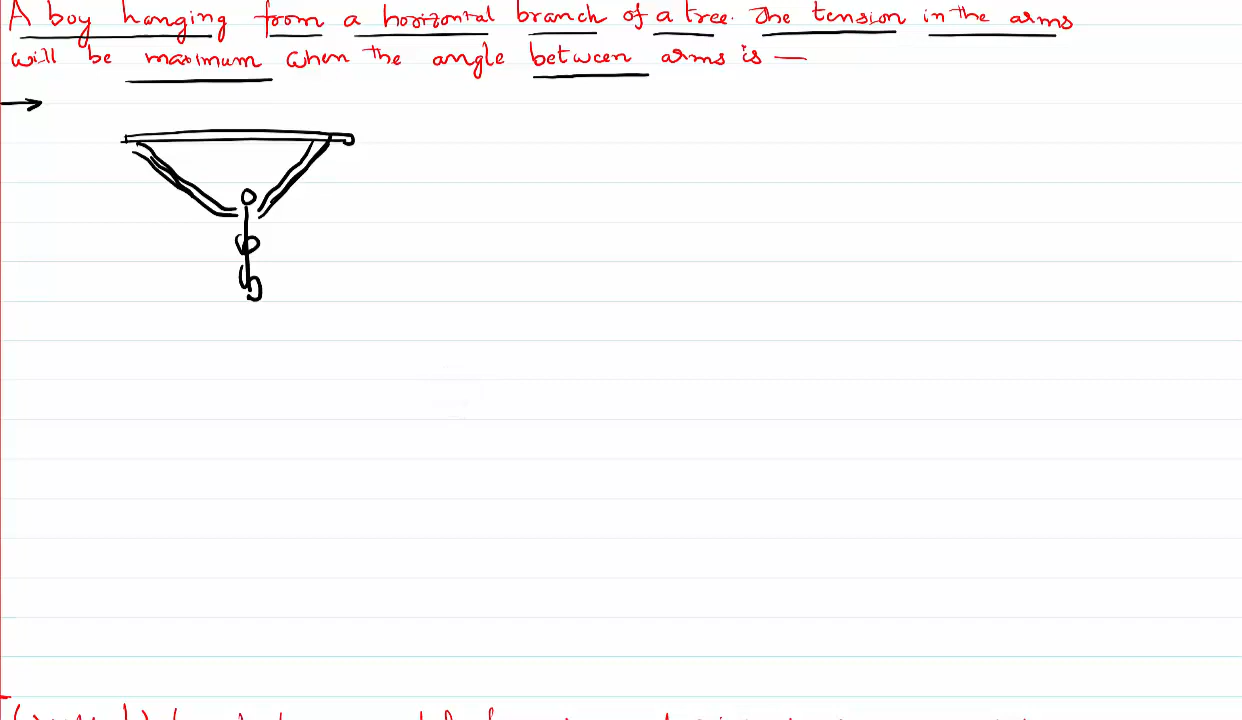 A boy hanging from a horizontal branch of a tree. The tension in the arms
will be maximum when the angle between arms is —